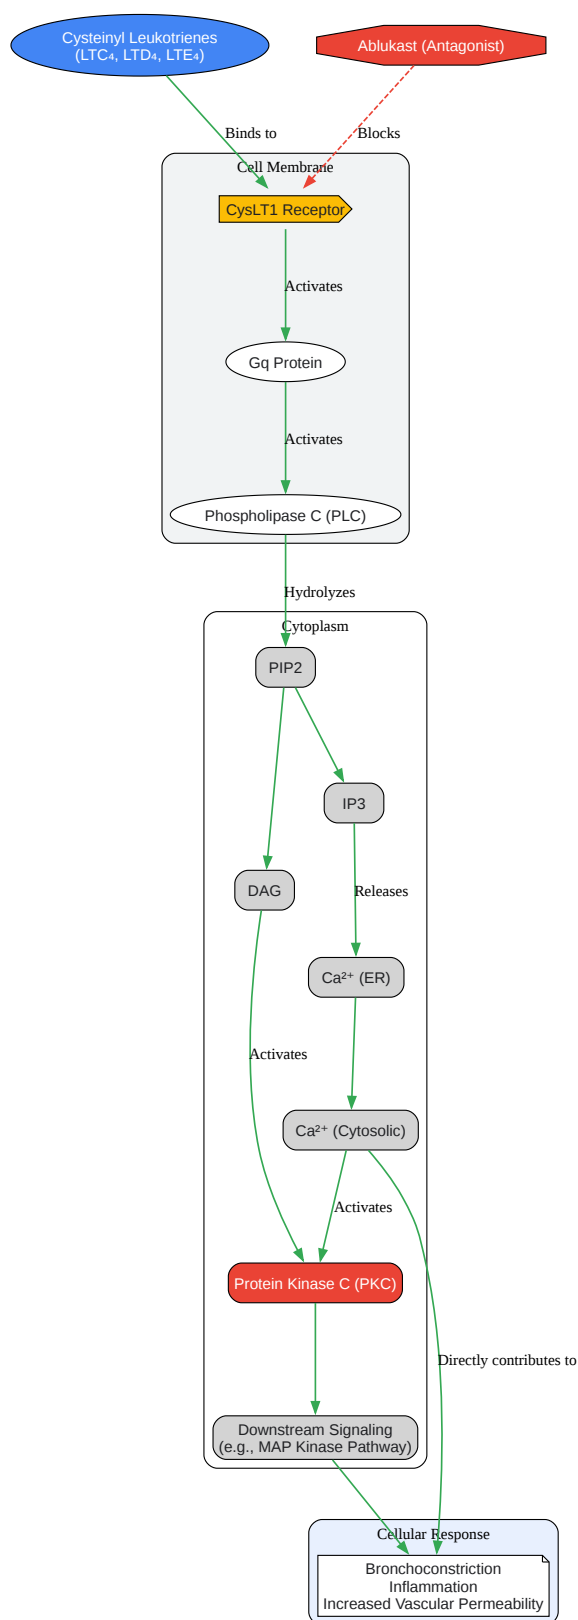 Cysteinyl Leukotrienes
(LTC₄, LTD₄, LTE₄)
Ablukast (Antagonist)
Binds to
Blocks
Cell Membrane
CysLT1 Receptor
Activates
Gq Protein
Activates
Phospholipase C (PLC)
Hydrolyzes
Cytoplasm
PIP2
IP3
DAG
Releases
Ca²⁺ (ER)
Activates
Ca²⁺ (Cytosolic)
Activates
Protein Kinase C (PKC)
Directly contributes to
Downstream Signaling
(e.g., MAP Kinase Pathway)
Cellular Response
Bronchoconstriction
Inflammation
Increased Vascular Permeability